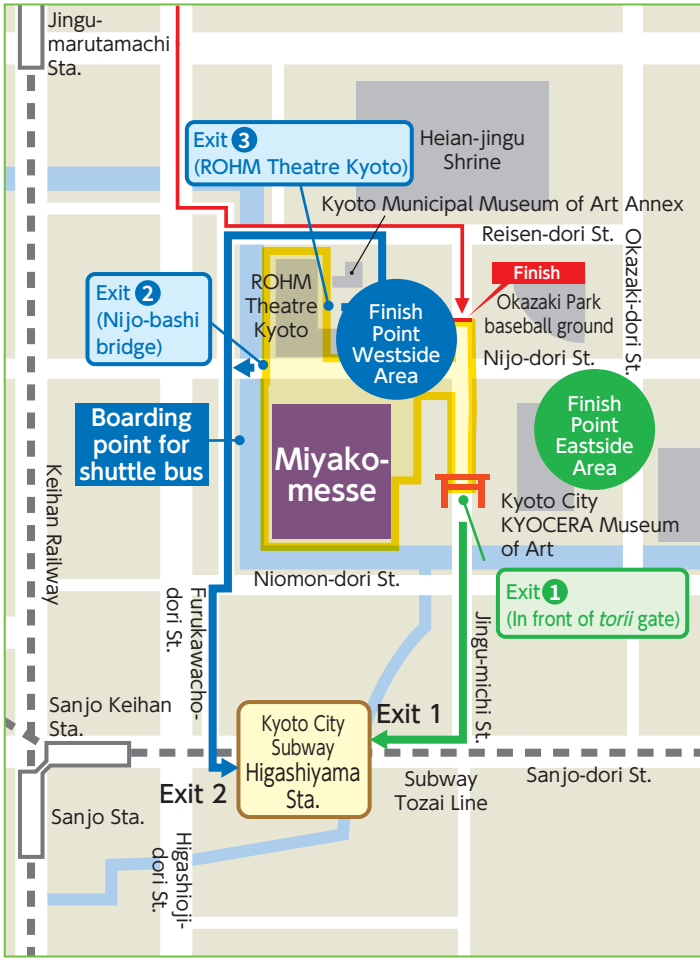 Jingu-
marutamachi
Sta.
Exit 3
(ROHM Theatre Kyoto)
Heian-jingu
Shrine
Kyoto Municipal Museum of Art Annex
Reisen-dori St.
Okazaki-dori St.
Exit 2
(Nijo-bashi
bridge)
ROHM
Theatre
Kyoto
Finish
Point
Westside
Area
Finish
Okazaki Park
baseball ground
Nijo-dori St.
Boarding
point for
shuttle bus
Miyako-
messe
Finish
Point
Eastside
Area
Keihan Railway
Kyoto City
KYOCERA Museum
of Art
Niomon-dori St.
Furukawacho-
dori St.
Exit 1
(In front of torii gate)
Jingu-michi St.
Sanjo Keihan
Sta.
Kyoto City
Subway
Higashiyama
Sta.
Exit 1
Exit 2
Subway
Tozai Line
Sanjo-dori St.
Sanjo Sta.
Higashioji-
dori St.